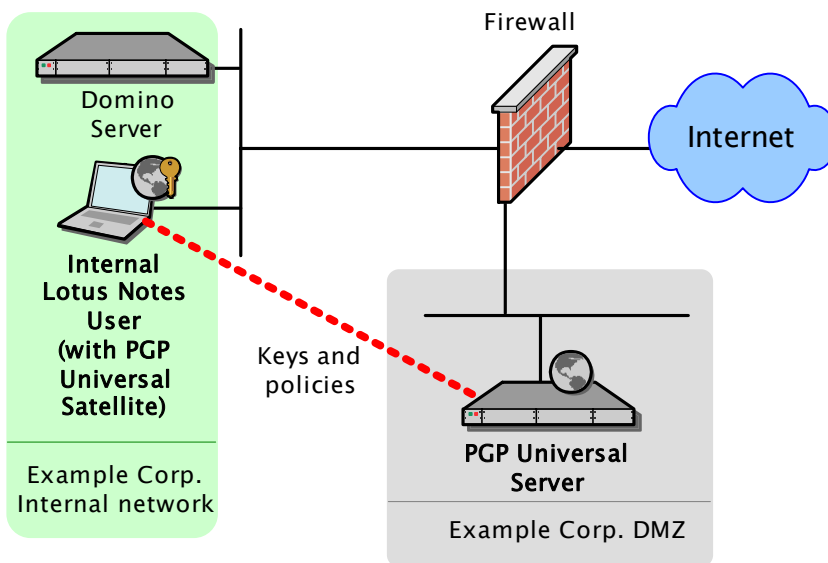 Firewall
Domino
Server
Internet
Internal
Lotus Notes
User
(with PGP
Universal
Satellite)
Keys and
policies
PGP Universal
Server
Example Corp.
Internal network
Example Corp. DMZ